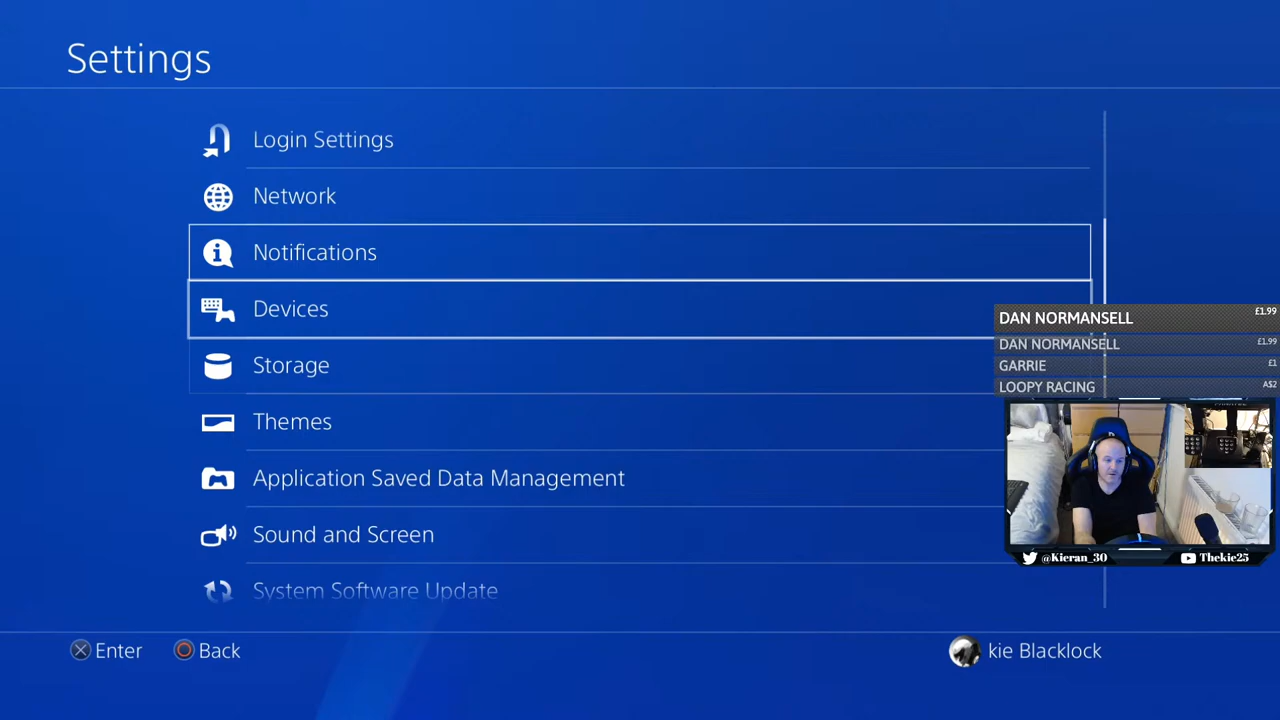 Settings
Login Settings
Network
Notifications
Devices
Storage
Themes
Application Saved Data Management
Sound and Screen
System Software Update
DAN NORMANSELL £1.99
DAN NORMANSELL £1.99
GARRIE £1
LOOPY RACING A$2
@Kieran_30 Thekie25
Enter Back kie Blacklock